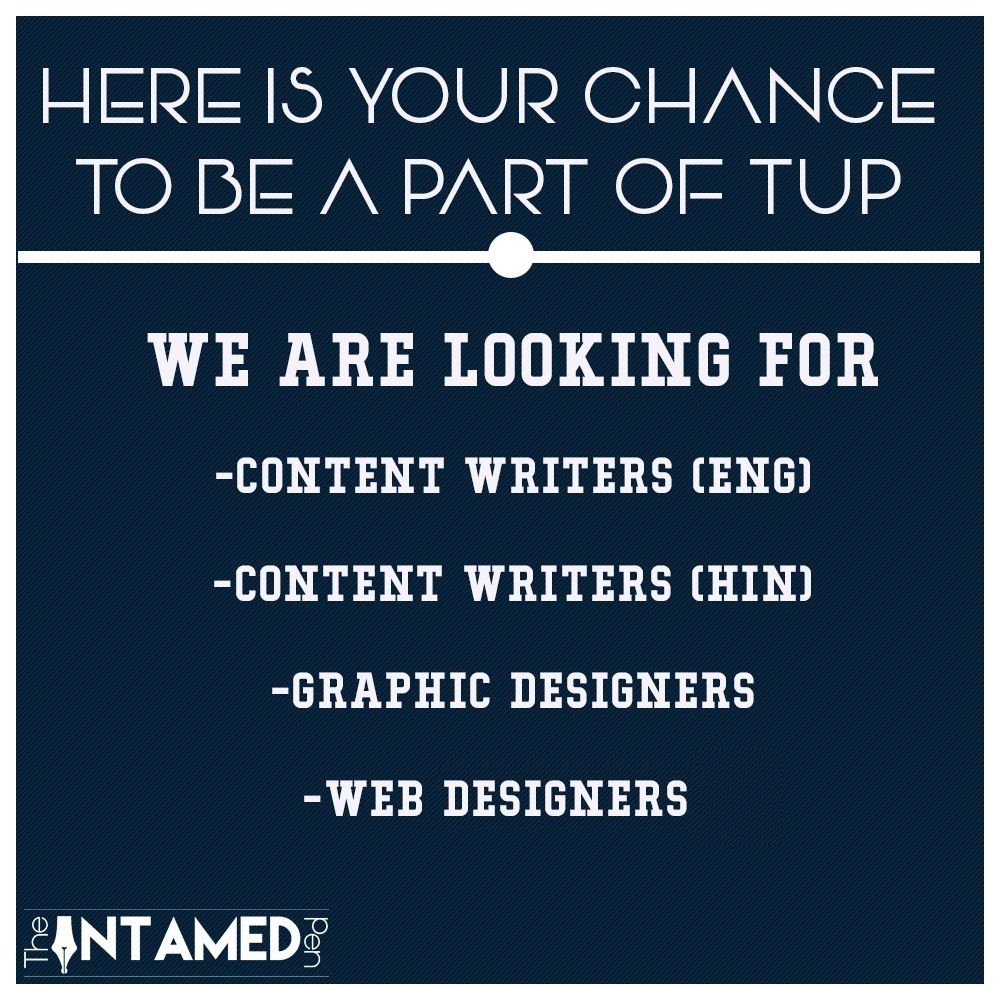 HERE IS YOUR CHANCE
TO BE A PART OF TUP
WE ARE LOOKING FOR
-CONTENT WRITERS (ENG)
-CONTENT WRITERS (HIN)
-GRAPHIC DESIGNERS
-WEB DESIGNERS
The UNTAMED pen